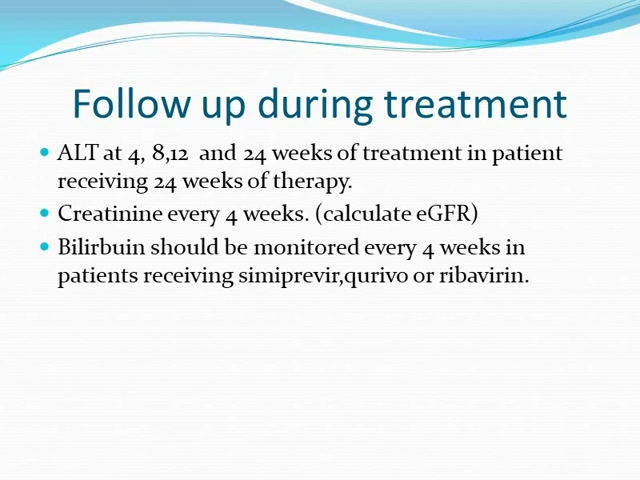 Follow up during treatment
ALT at 4, 8,12 and 24 weeks of treatment in patient
receiving 24 weeks of therapy.
Creatinine every 4 weeks. (calculate eGFR)
Bilirbuin should be monitored every 4 weeks in
patients receiving simiprevir,qurivo or ribavirin.